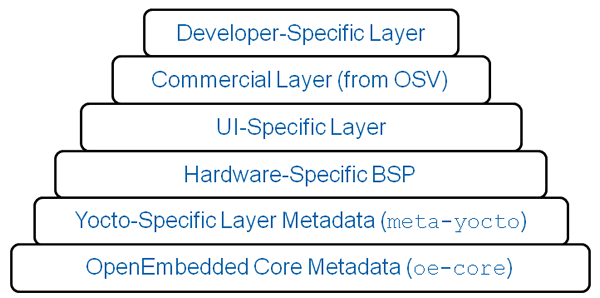 Developer-Specific Layer
Commercial Layer (from OSV)
UI-Specific Layer
Hardware-Specific BSP
Yocto-Specific Layer Metadata (meta-yocto)
OpenEmbedded Core Metadata (oe-core)